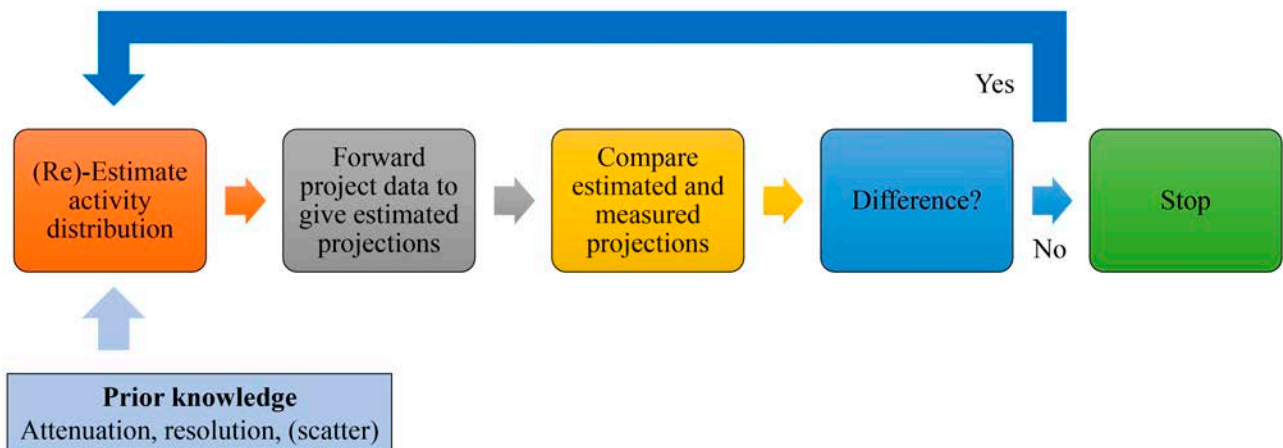 Yes
(Re)-Estimate
activity
distribution
Forward
project data to
give estimated
projections
Compare
estimated and
measured
projections
Difference?
No
Stop
Prior knowledge
Attenuation, resolution, (scatter)